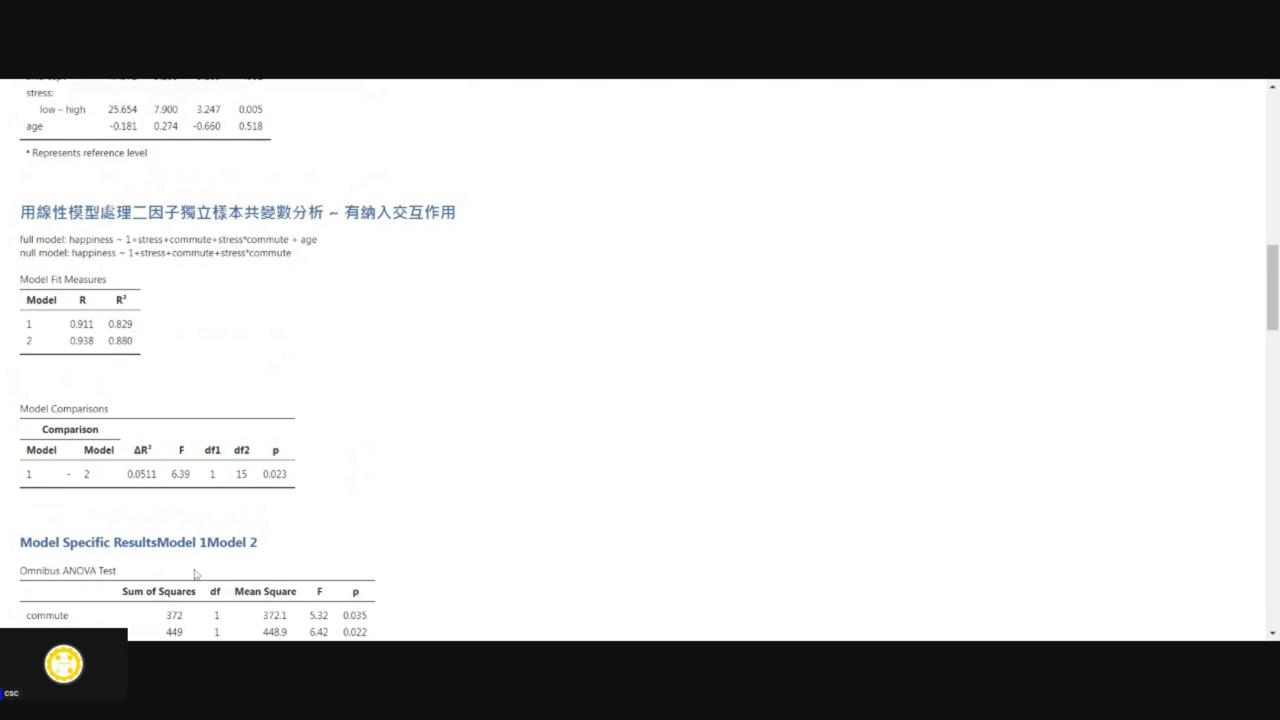 stress:
low – high 25.654 7.900 3.247 0.005
age -0.181 0.274 -0.660 0.518
* Represents reference level
用線性模型處理二因子獨立樣本共變數分析 ~ 有納入交互作用
full model: happiness ~ 1+stress+commute+stress*commute + age
null model: happiness ~ 1+stress+commute+stress*commute
Model Fit Measures
Model R R²
1 0.911 0.829
2 0.938 0.880
Model Comparisons
Comparison
Model Model ΔR² F df1 df2 p
1 - 2 0.0511 6.39 1 15 0.023
Model Specific ResultsModel 1Model 2
Omnibus ANOVA Test
Sum of Squares df Mean Square F p
commute 372 1 372.1 5.32 0.035
449 1 448.9 6.42 0.022
csc